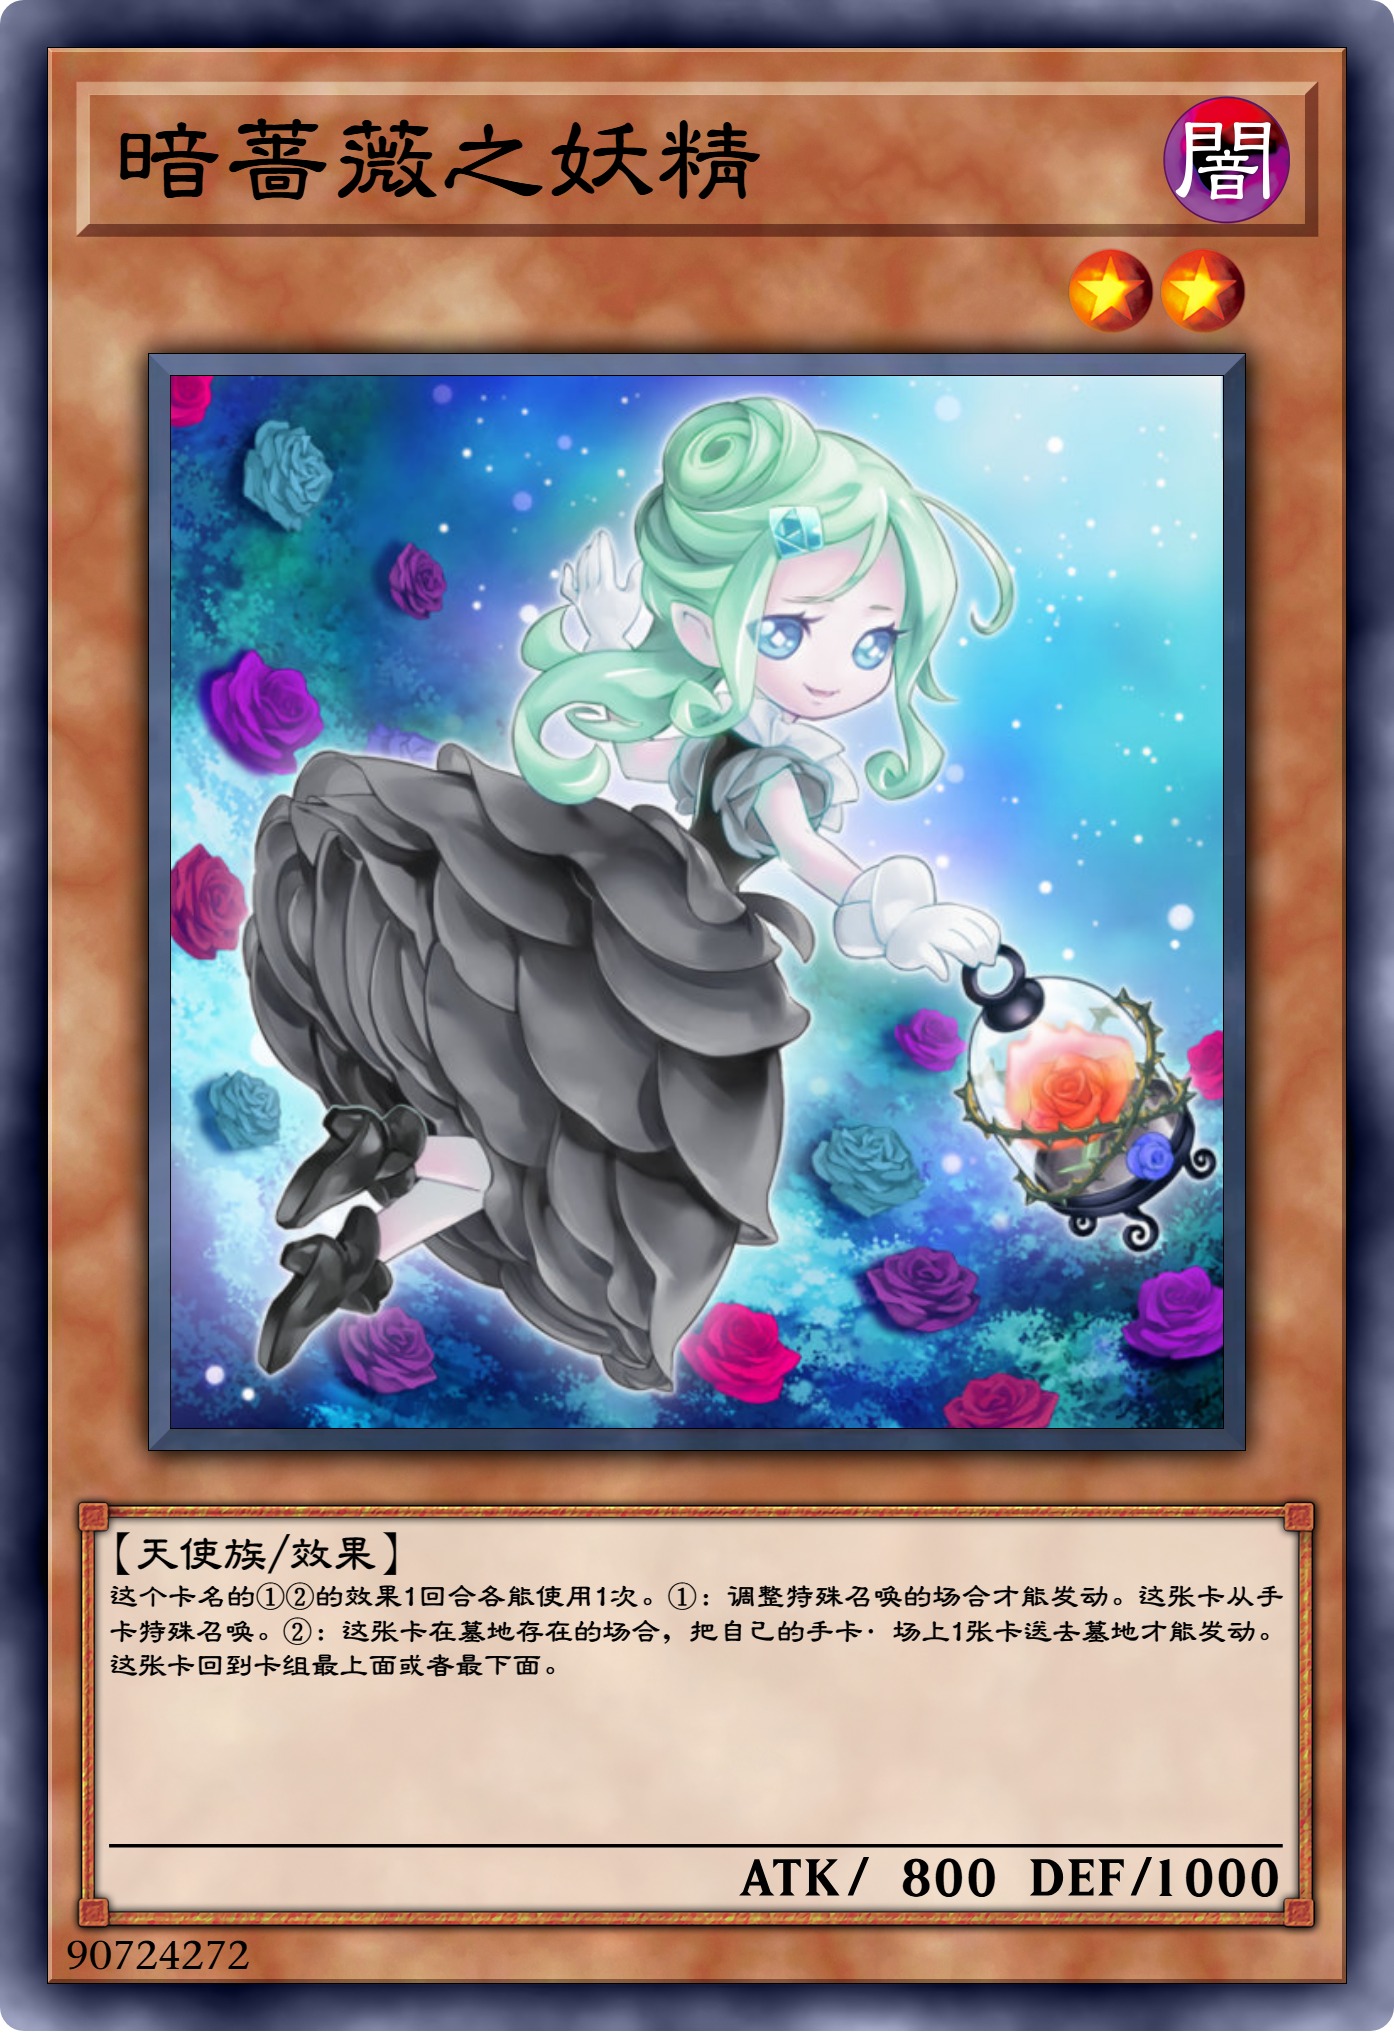 暗蔷薇之妖精
闇
【天使族/效果】
这个卡名的①②的效果1回合各能使用1次。①：调整特殊召唤的场合才能发动。这张卡从手
卡特殊召唤。②：这张卡在墓地存在的场合，把自己的手卡·场上1张卡送去墓地才能发动。
这张卡回到卡组最上面或者最下面。
ATK/ 800 DEF/1000
90724272